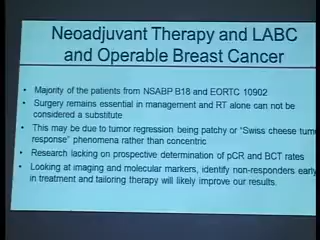 Neoadjuvant Therapy and LABC
and Operable Breast Cancer
• Majority of the patients from NSABP B18 and EORTC 10902
• Surgery remains essential in management and RT alone can not be
considered a substitute
• This may be due to tumor regression being patchy or “Swiss cheese tum
response” phenomena rather than concentric
• Research lacking on prospective determination of pCR and BCT rates
• Looking at imaging and molecular markers, identify non-responders early
in treatment and tailoring therapy will likely improve our results.